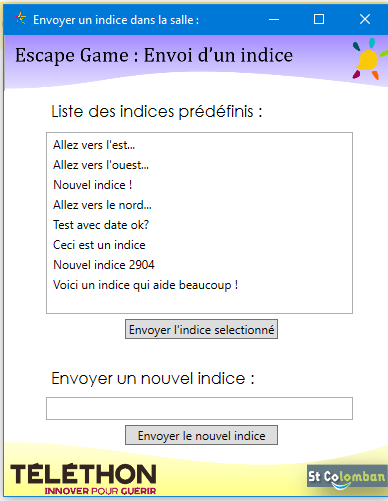 Envoyer un indice dans la salle :
Escape Game : Envoi d'un indice
Liste des indices prédéfinis :
Allez vers l'est...
Allez vers l'ouest...
Nouvel indice !
Allez vers le nord...
Test avec date ok?
Ceci est un indice
Nouvel indice 2904
Voici un indice qui aide beaucoup !
Envoyer l'indice selectionné
Envoyer un nouvel indice :
Envoyer le nouvel indice
TÉLÉTHON
INNOVER POUR GUÉRIR
St Colomban